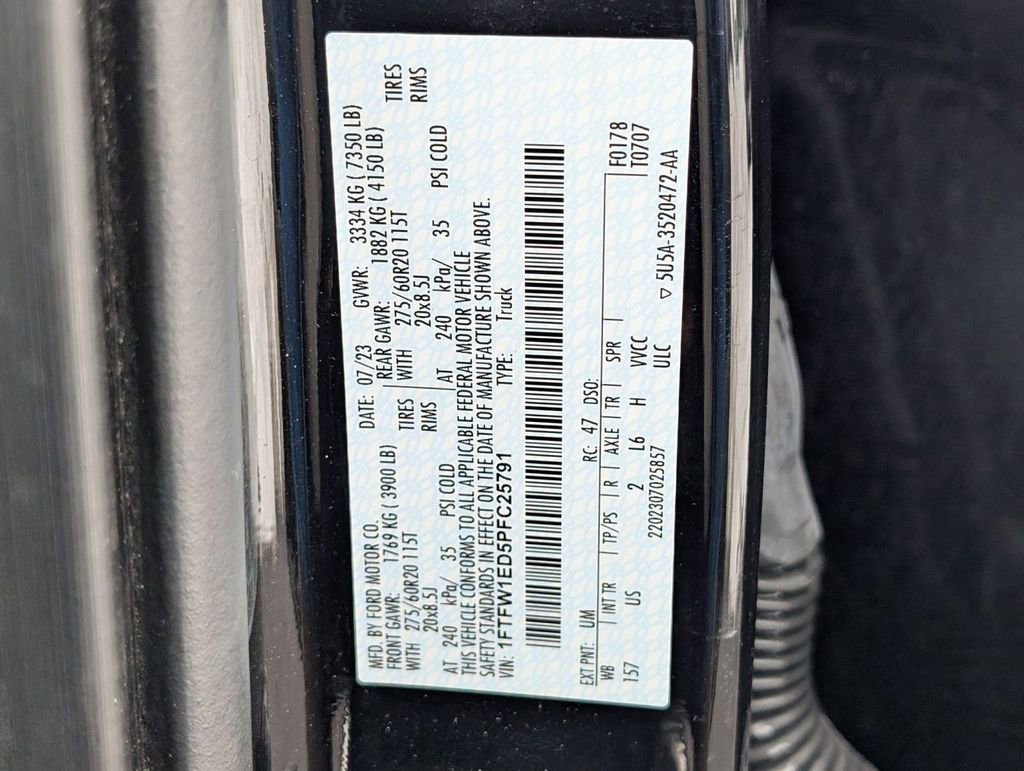 MFD. BY FORD MOTOR CO.
DATE: 07/23 GVWR: 3334 KG ( 7350 LB)
FRONT GAWR: 1769 KG ( 3900 LB)
REAR GAWR: 1882 KG ( 4150 LB)
WITH 275/60R20 115T TIRES
WITH 275/60R20 115T TIRES
20x8.5J RIMS
20x8.5J RIMS
AT 240 kPa/ 35 PSI COLD
AT 240 kPa/ 35 PSI COLD
THIS VEHICLE CONFORMS TO ALL APPLICABLE FEDERAL MOTOR VEHICLE
SAFETY STANDARDS IN EFFECT ON THE DATE OF MANUFACTURE SHOWN ABOVE.
VIN: 1FTFW1ED5PFC25791 TYPE: Truck
EXT PNT: UM RC: 47 DSO:
WB | INT TR | TP/PS | R | AXLE | TR | SPR | F0178
157 US 2 L6 H VVCC T0707
ULC
2202307025857
▽ 5U5A-3520472-AA